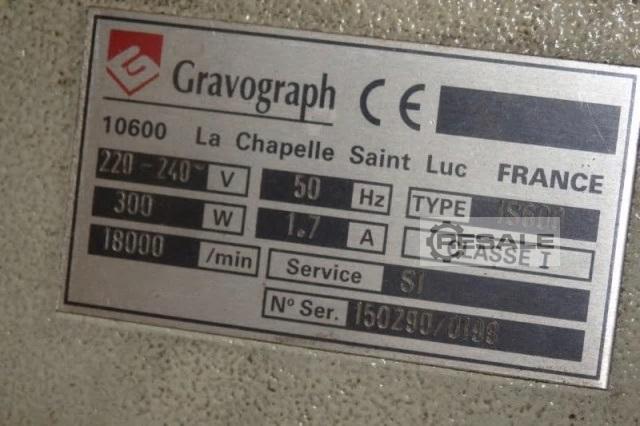 Gravograph CE
10600 La Chapelle Saint Luc FRANCE
220-240~ V 50 Hz TYPE IS600
300 W 1.7 A CLASSE I
18000 /min Service S1
N° Ser. 150290/0198
RESALE